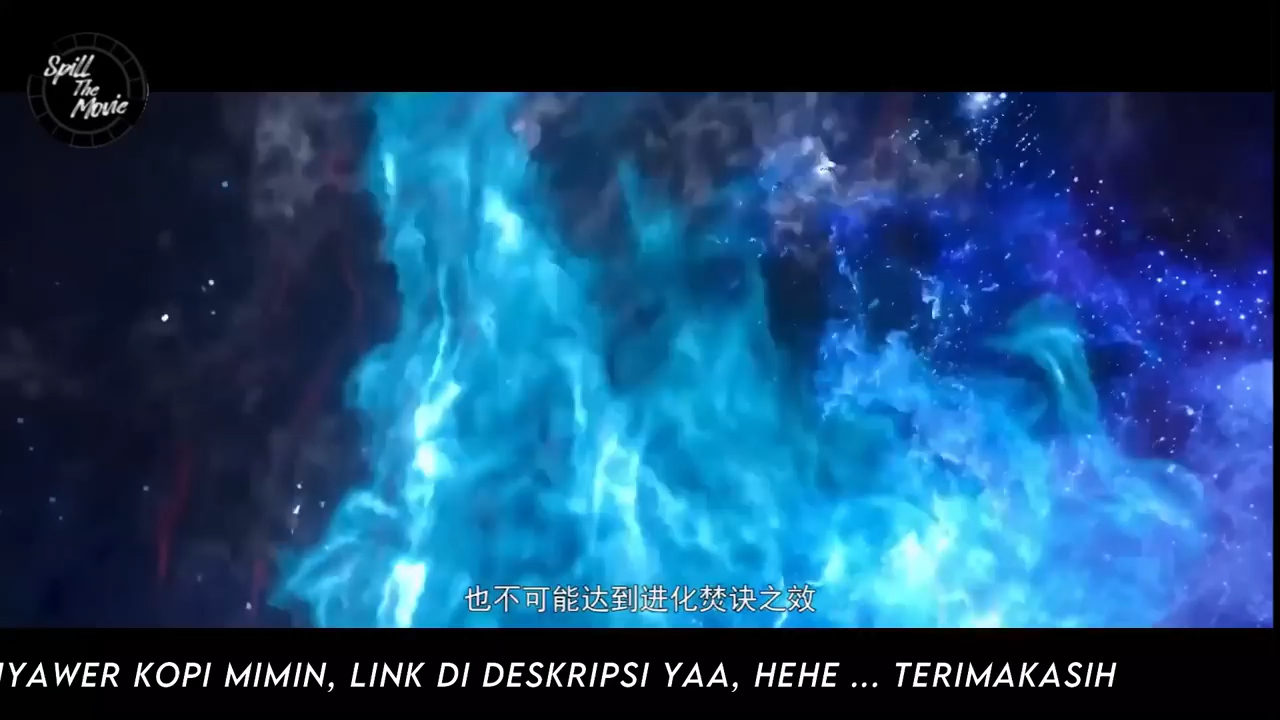 Spill
The
Movie
也不可能达到进化焚诀之效
YAWER KOPI MIMIN, LINK DI DESKRIPSI YAA, HEHE ... TERIMAKASIH